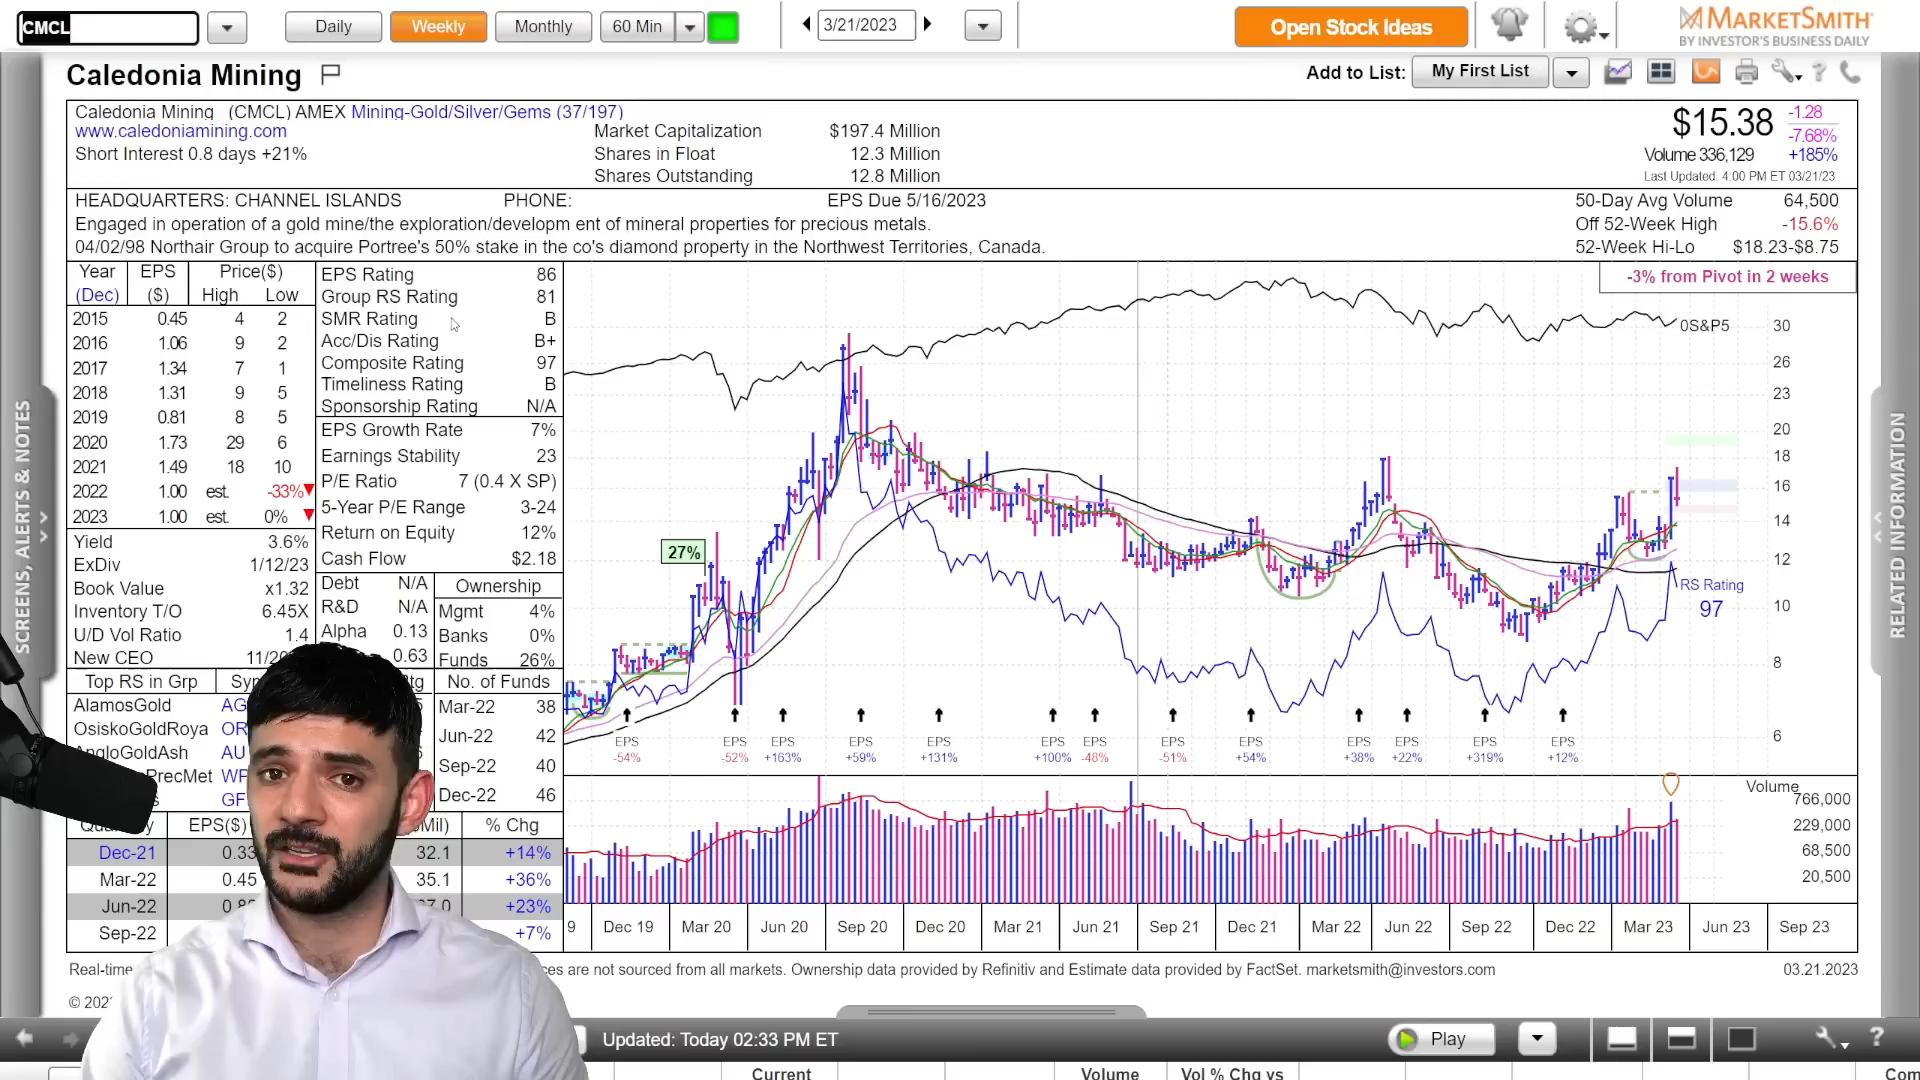 CMCL Daily Weekly Monthly 60 Min 3/21/2023 Open Stock Ideas MARKETSMITH
BY INVESTOR'S BUSINESS DAILY
Caledonia Mining Add to List: My First List
Caledonia Mining (CMCL) AMEX Mining-Gold/Silver/Gems (37/197)
www.caledoniamining.com
Short Interest 0.8 days +21%
Market Capitalization $197.4 Million
Shares in Float 12.3 Million
Shares Outstanding 12.8 Million
$15.38 -1.28
-7.68%
Volume 336,129 +185%
Last Updated: 4:00 PM ET 03/21/23
HEADQUARTERS: CHANNEL ISLANDS PHONE: EPS Due 5/16/2023
Engaged in operation of a gold mine/the exploration/developm ent of mineral properties for precious metals.
04/02/98 Northair Group to acquire Portree's 50% stake in the co's diamond property in the Northwest Territories, Canada.
50-Day Avg Volume 64,500
Off 52-Week High -15.6%
52-Week Hi-Lo $18.23-$8.75
Year EPS Price($)
(Dec) ($) High Low
2015 0.45 4 2
2016 1.06 9 2
2017 1.34 7 1
2018 1.31 9 5
2019 0.81 8 5
2020 1.73 29 6
2021 1.49 18 10
2022 1.00 est. -33%
2023 1.00 est. 0%
Yield 3.6%
ExDiv 1/12/23
Book Value x1.32
Inventory T/O 6.45X
U/D Vol Ratio 1.4
New CEO 11/20
EPS Rating 86
Group RS Rating 81
SMR Rating B
Acc/Dis Rating B+
Composite Rating 97
Timeliness Rating B
Sponsorship Rating N/A
EPS Growth Rate 7%
Earnings Stability 23
P/E Ratio 7 (0.4 X SP)
5-Year P/E Range 3-24
Return on Equity 12%
Cash Flow $2.18
Debt N/A
R&D N/A
Alpha 0.13
0.63
Ownership
Mgmt 4%
Banks 0%
Funds 26%
Top RS in Grp
AlamosGold AG
OsiskoGoldRoya OR
AngloGoldAsh AU
PrecMet WP
GF
No. of Funds
Mar-22 38
Jun-22 42
Sep-22 40
Dec-22 46
EPS($) % Chg
Dec-21 0.33 32.1 +14%
Mar-22 0.45 35.1 +36%
Jun-22 +23%
Sep-22 +7%
-3% from Pivot in 2 weeks
0S&P5
30
26
23
20
18
16
14
12
10
8
6
27%
RS Rating
97
EPS EPS EPS EPS EPS EPS EPS EPS EPS EPS EPS EPS EPS
-54% -52% +163% +59% +131% +100% -48% -51% +54% +38% +22% +319% +12%
Volume
766,000
229,000
68,500
20,500
9 Dec 19 Mar 20 Jun 20 Sep 20 Dec 20 Mar 21 Jun 21 Sep 21 Dec 21 Mar 22 Jun 22 Sep 22 Dec 22 Mar 23 Jun 23 Sep 23
Real-time ces are not sourced from all markets. Ownership data provided by Refinitiv and Estimate data provided by FactSet. marketsmith@investors.com 03.21.2023
SCREENS, ALERTS & NOTES
RELATED INFORMATION
Updated: Today 02:33 PM ET Play
Current Volume Vol % Chg vs Com